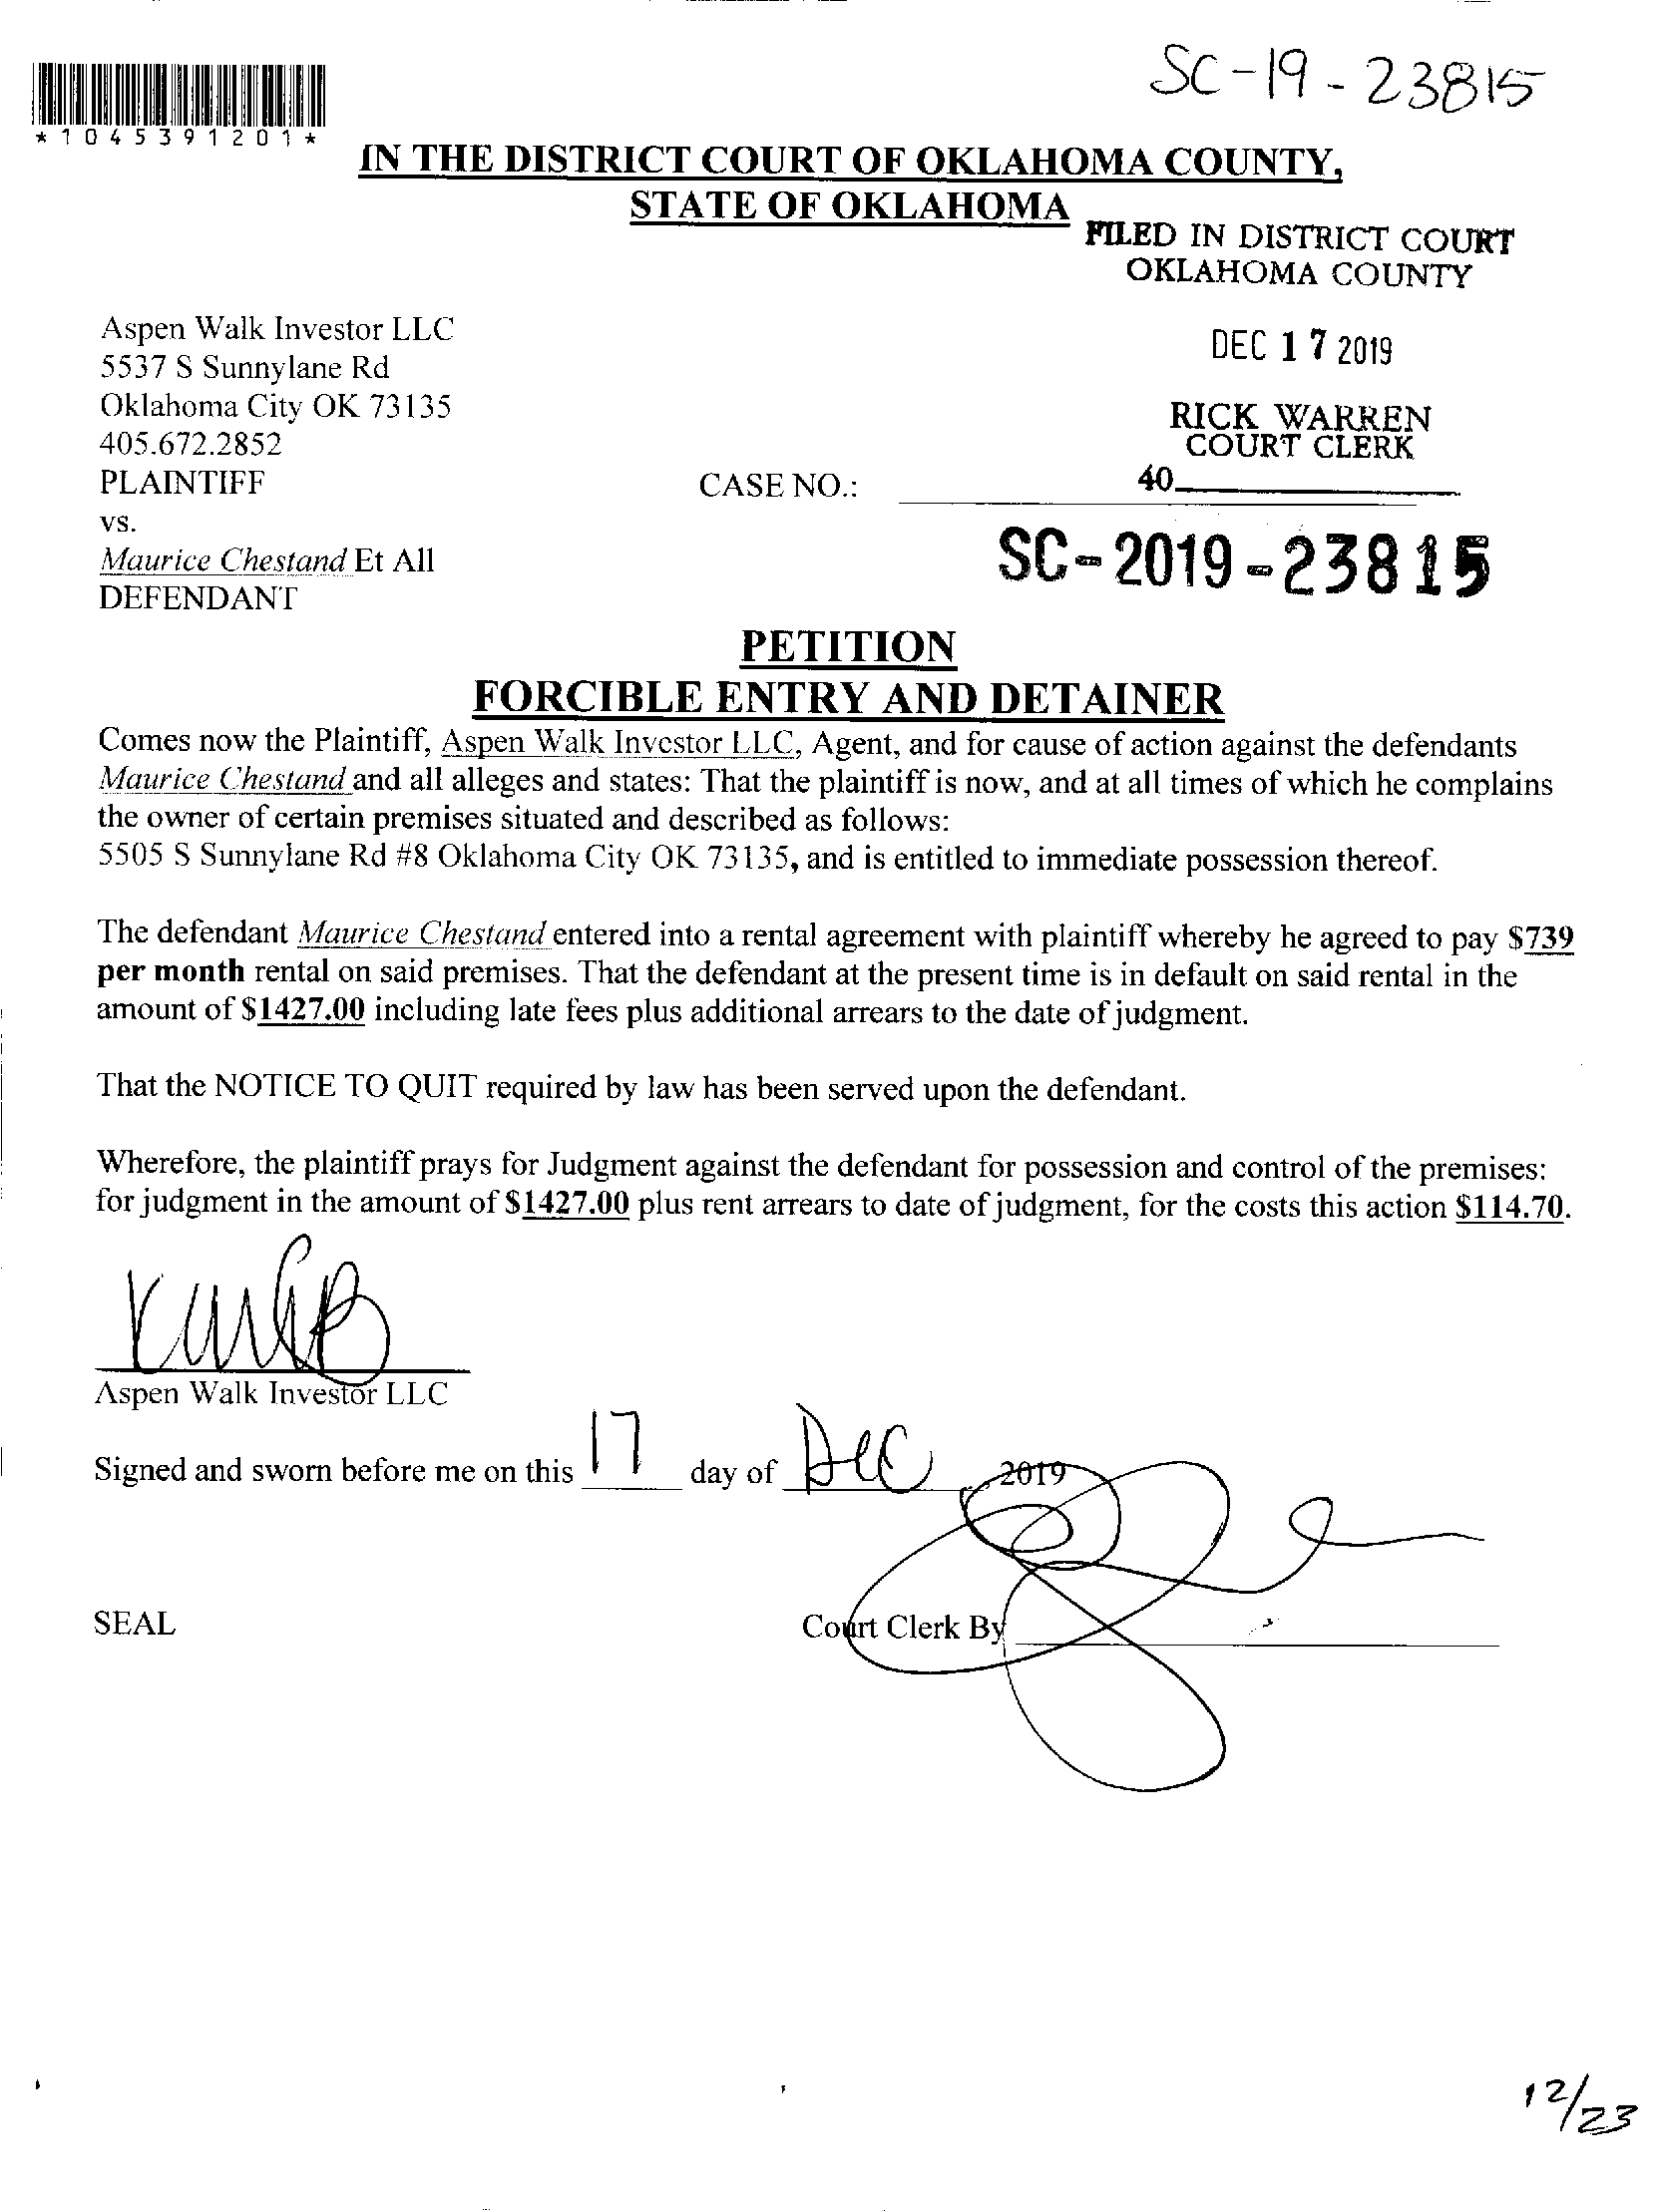 SC-19-23815
*1045391201*
IN THE DISTRICT COURT OF OKLAHOMA COUNTY,
STATE OF OKLAHOMA
FILED IN DISTRICT COURT
OKLAHOMA COUNTY
DEC 17 2019
RICK WARREN
COURT CLERK
40
Aspen Walk Investor LLC
5537 S Sunnylane Rd
Oklahoma City OK 73135
405.672.2852
PLAINTIFF
CASE NO.:
vs.
Maurice Chestand Et All
SC-2019-23815
DEFENDANT
PETITION
FORCIBLE ENTRY AND DETAINER
Comes now the Plaintiff, Aspen Walk Investor LLC, Agent, and for cause of action against the defendants
Maurice Chestand and all alleges and states: That the plaintiff is now, and at all times of which he complains
the owner of certain premises situated and described as follows:
5505 S Sunnylane Rd #8 Oklahoma City OK 73135, and is entitled to immediate possession thereof.
The defendant Maurice Chestand entered into a rental agreement with plaintiff whereby he agreed to pay $739
per month rental on said premises. That the defendant at the present time is in default on said rental in the
amount of $1427.00 including late fees plus additional arrears to the date of judgment.
That the NOTICE TO QUIT required by law has been served upon the defendant.
Wherefore, the plaintiff prays for Judgment against the defendant for possession and control of the premises:
for judgment in the amount of $1427.00 plus rent arrears to date of judgment, for the costs this action $114.70.
Aspen Walk Investor LLC
Signed and sworn before me on this 17 day of Dec, 2019
SEAL
Court Clerk By
12/23